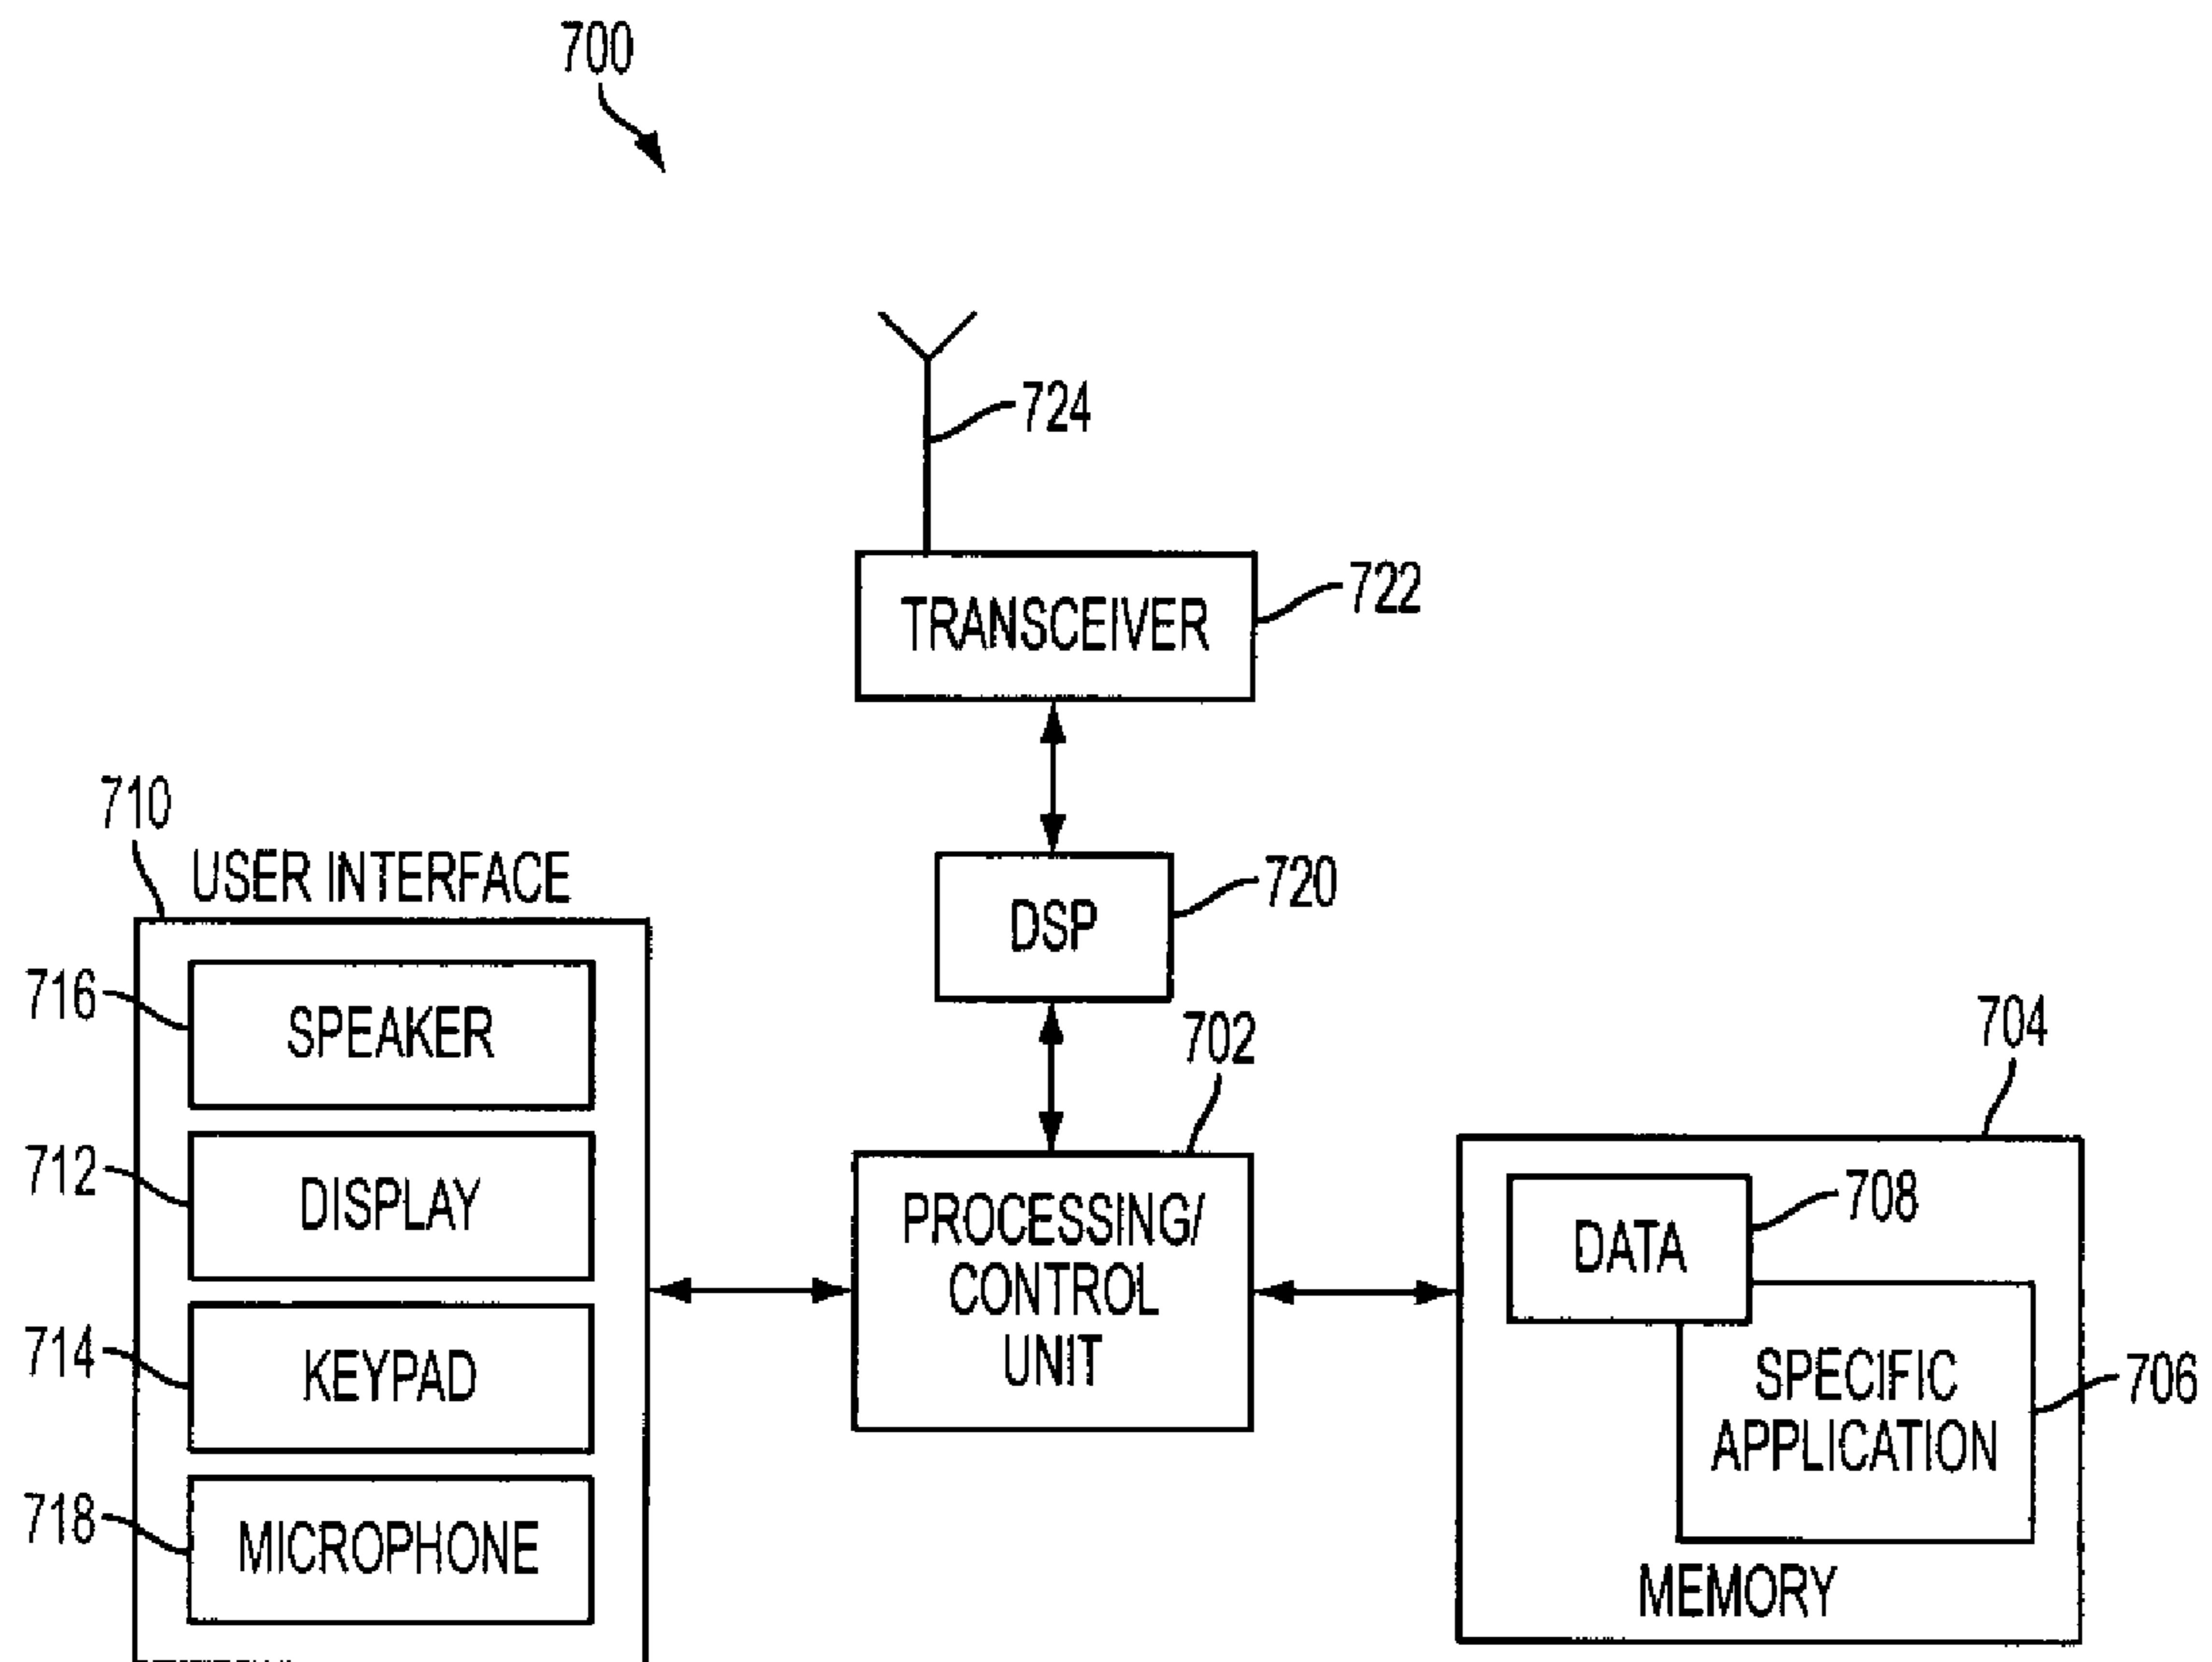 700
724
TRANSCEIVER
722
710
USER INTERFACE
DSP
720
716
SPEAKER
702
704
712
DISPLAY
PROCESSING/
CONTROL
UNIT
DATA
708
714
KEYPAD
SPECIFIC
APPLICATION
706
718
MICROPHONE
MEMORY